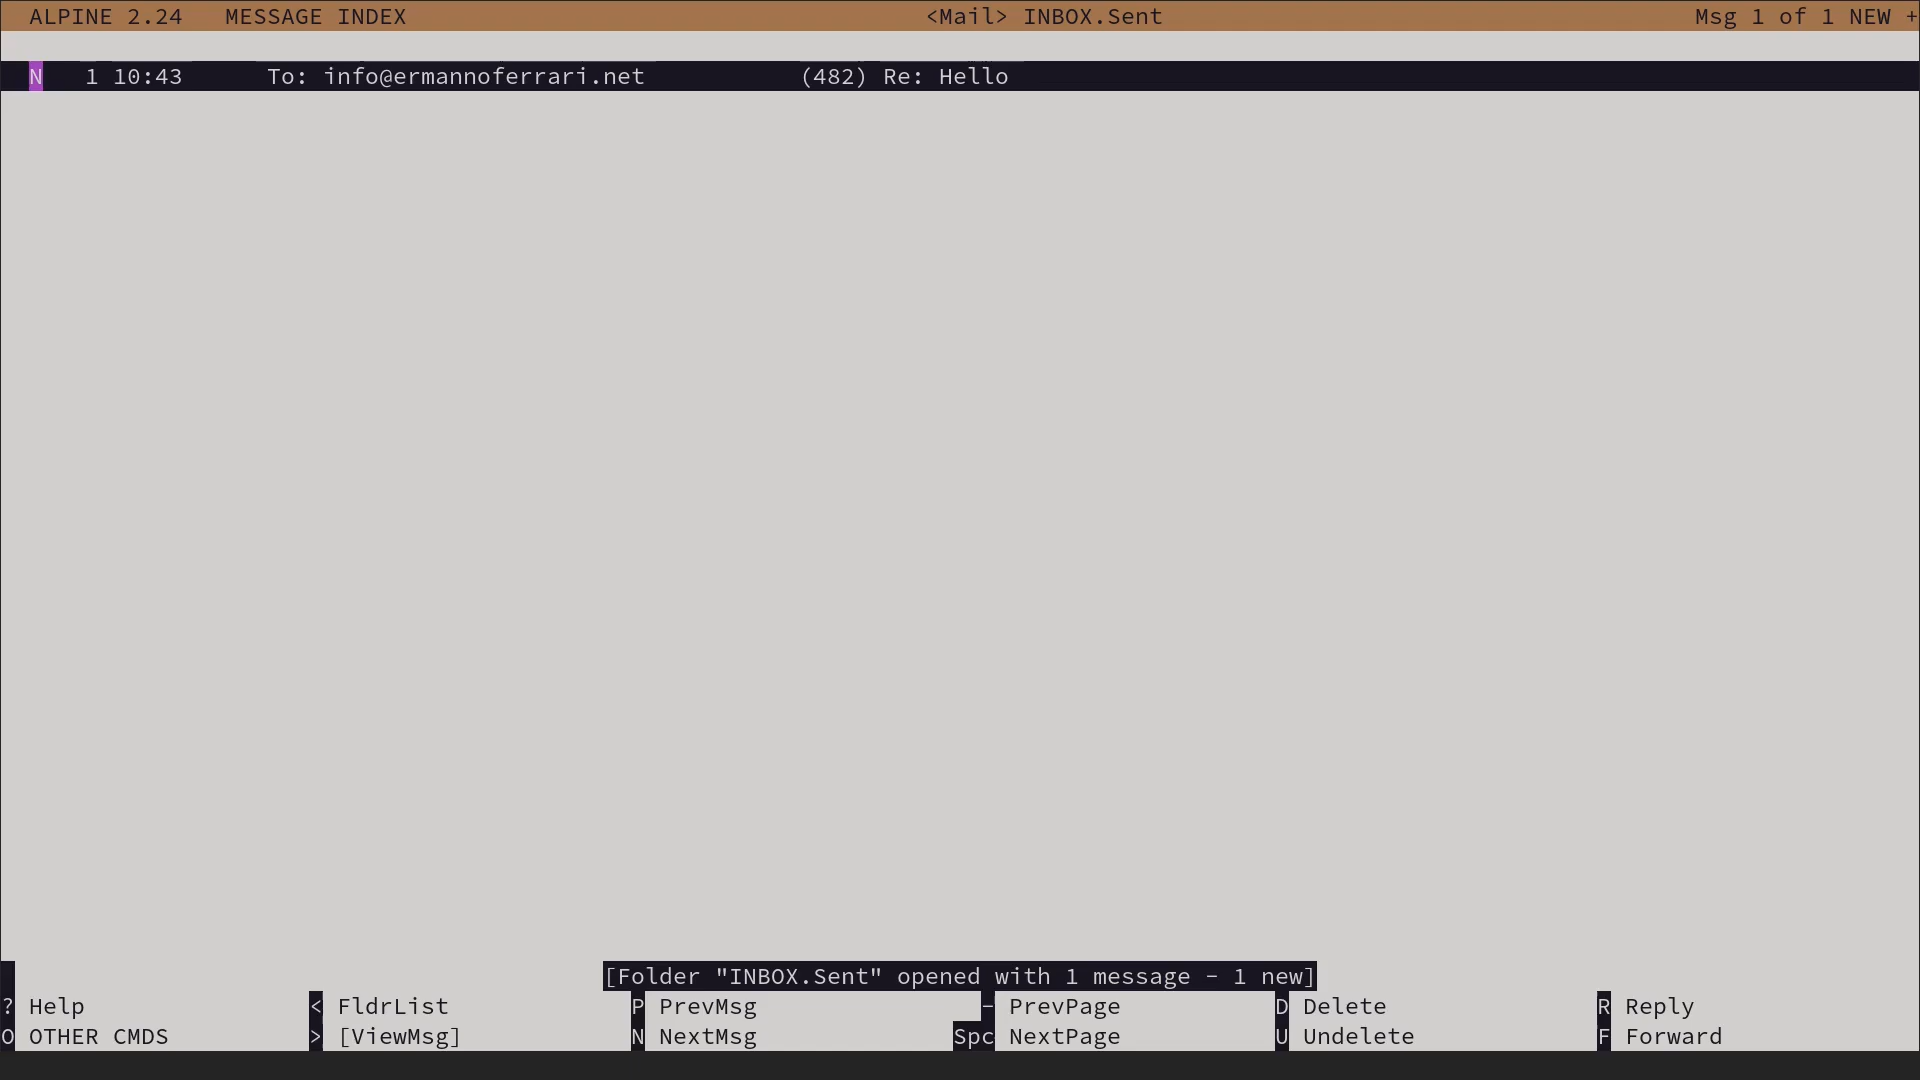 ALPINE 2.24 MESSAGE INDEX <Mail> INBOX.Sent Msg 1 of 1 NEW +
N 1 10:43 To: info@ermannoferrari.net (482) Re: Hello
[Folder "INBOX.Sent" opened with 1 message - 1 new]
? Help < FldrList P PrevMsg - PrevPage D Delete R Reply
O OTHER CMDS > [ViewMsg] N NextMsg Spc NextPage U Undelete F Forward